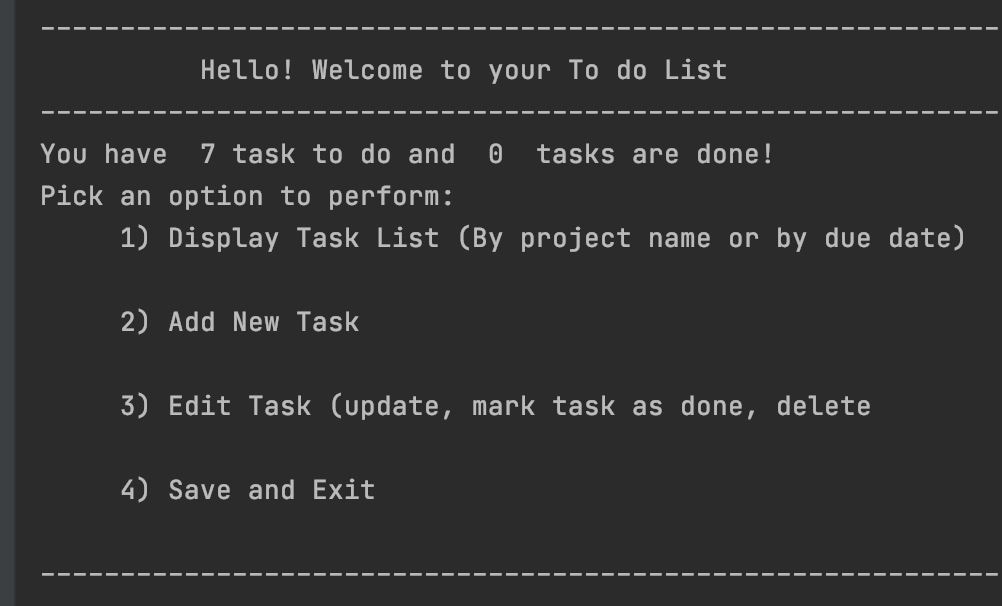 ------------------------------------------------------------
Hello! Welcome to your To do List
------------------------------------------------------------
You have  7 task to do and  0  tasks are done!
Pick an option to perform:
1) Display Task List (By project name or by due date)
2) Add New Task
3) Edit Task (update, mark task as done, delete
4) Save and Exit
------------------------------------------------------------